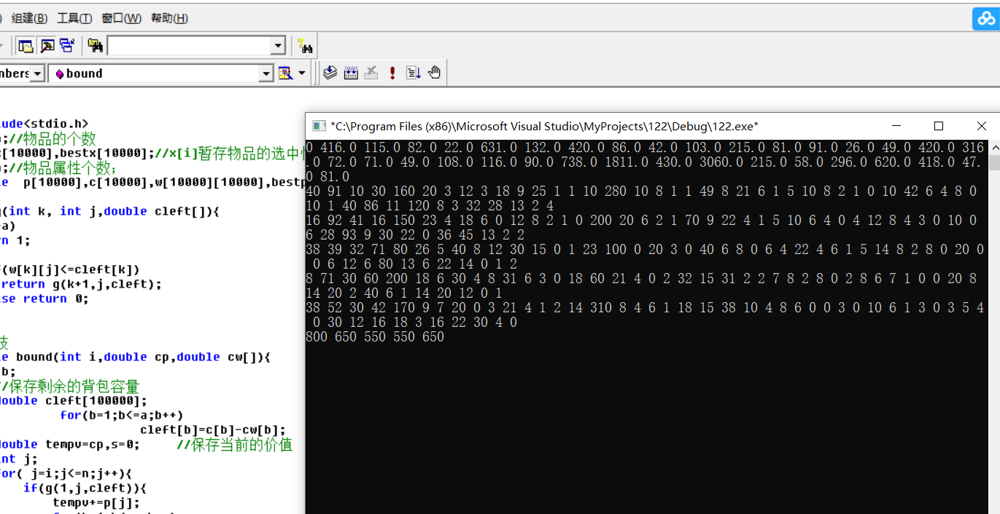 ) 组建(B) 工具(T) 窗口(W) 帮助(H)
bound
"C:\Program Files (x86)\Microsoft Visual Studio\MyProjects\122\Debug\122.exe"
ude<stdio.h>
;//物品的个数
[10000],bestx[10000];//x[i]暂存物品的选中
;//物品属性个数;
e p[10000],c[10000],w[10000][10000],bestp
(int k, int j,double cleft[]){
a)
n 1;
(w[k][j]<=cleft[k])
return g(k+1,j,cleft);
se return 0;
枝
e bound(int i,double cp,double cw[]){
b;
/保存剩余的背包容量
ouble cleft[100000];
for(b=1;b<=a;b++)
cleft[b]=c[b]-cw[b];
ouble tempv=cp,s=0; //保存当前的价值
nt j;
or( j=i;j<=n;j++){
if(g(1,j,cleft)){
tempv+=p[j];
0 416.0 115.0 82.0 22.0 631.0 132.0 420.0 86.0 42.0 103.0 215.0 81.0 91.0 26.0 49.0 420.0 316
.0 72.0 71.0 49.0 108.0 116.0 90.0 738.0 1811.0 430.0 3060.0 215.0 58.0 296.0 620.0 418.0 47.
0 81.0
40 91 10 30 160 20 3 12 3 18 9 25 1 1 10 280 10 8 1 1 49 8 21 6 1 5 10 8 2 1 0 10 42 6 4 8 0
10 1 40 86 11 120 8 3 32 28 13 2 4
16 92 41 16 150 23 4 18 6 0 12 8 2 1 0 200 20 6 2 1 70 9 22 4 1 5 10 6 4 0 4 12 8 4 3 0 10 0
6 28 93 9 30 22 0 36 45 13 2 2
38 39 32 71 80 26 5 40 8 12 30 15 0 1 23 100 0 20 3 0 40 6 8 0 6 4 22 4 6 1 5 14 8 2 8 0 20 0
0 6 12 6 80 13 6 22 14 0 1 2
8 71 30 60 200 18 6 30 4 8 31 6 3 0 18 60 21 4 0 2 32 15 31 2 2 7 8 2 8 0 2 8 6 7 1 0 0 20 8
14 20 2 40 6 1 14 20 12 0 1
38 52 30 42 170 9 7 20 0 3 21 4 1 2 14 310 8 4 6 1 18 15 38 10 4 8 6 0 0 3 0 10 6 1 3 0 3 5 4
0 30 12 16 18 3 16 22 30 4 0
800 650 550 550 650